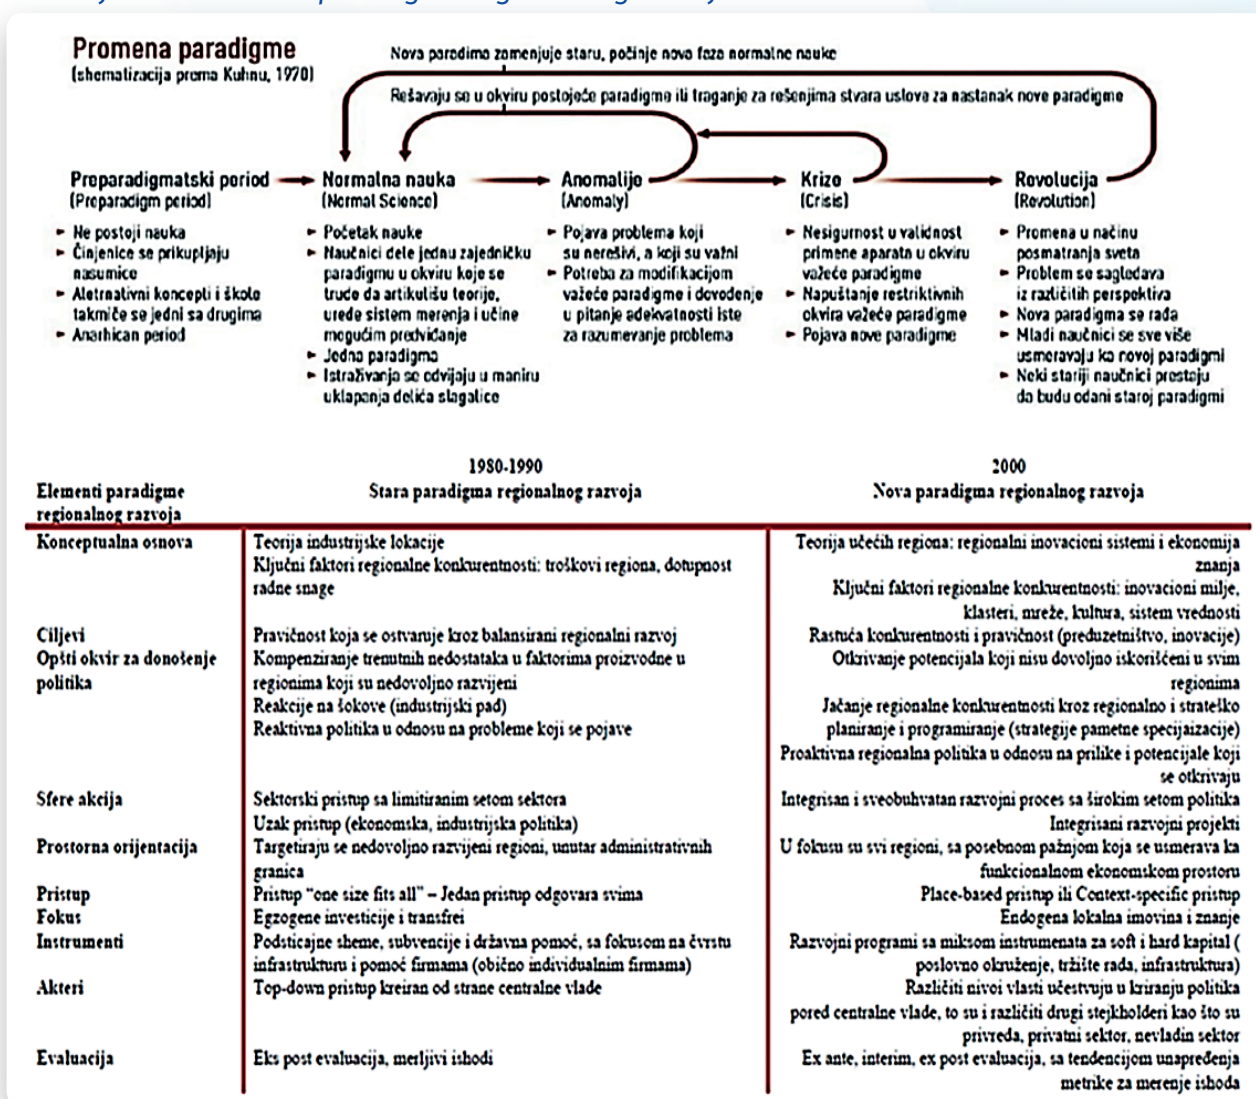 Promena paradigme
(shematizacija prema Kuhnu, 1970)
Nova paradima zamenjuje staru, počinje nova faza normalne nauke
Rešavaju se u okviru postojeće paradigme ili traganje za rešenjima stvara uslove za nastanak nove paradigme
Preparadigmatski period
(Preparadigm period)
Ne postoji nauka
Činjenice se prikupljaju
nasumice
Aletrnativni koncepti i škole
takmiče se jedni sa drugima
Anarhičan period
Normalna nauka
(Normal Science)
Početak nauke
Naučnici dele jednu zajedničku
paradigmu u okviru koje se
trude da artikulišu teorije,
urede sistem merenja i učine
mogućim predviđanje
Jedna paradigma
Istraživanja se odvijaju u maniru
uklapanja delića slagalice
Anomalije
(Anomaly)
Pojava problema koji
su nerešivi, a koji su važni
Potreba za modifikacijom
važeće paradigme i dovođenje
u pitanje adekvatnosti iste
za razumevanje problema
Krize
(Crisis)
Nesigurnost u validnost
primene aparata u okviru
važeće paradigme
Napuštanje restriktivnih
okvira važeće paradigme
Pojava nove paradigme
Revolucija
(Revolution)
Promena u načinu
posmatranja sveta
Problem se sagledava
iz različitih perspektiva
Nova paradigma se rađa
Mladi naučnici se sve više
usmeravaju ka novoj paradigmi
Neki stariji naučnici prestaju
da budu odani staroj paradigmi
1980-1990
2000
Elementi paradigme
regionalnog razvoja
Stara paradigma regionalnog razvoja
Nova paradigma regionalnog razvoja
Konceptualna osnova
Teorija industrijske lokacije
Ključni faktori regionalne konkurentnosti: troškovi regiona, dotupnost
radne snage
Teorija učećih regiona: regionalni inovacioni sistemi i ekonomija
znanja
Ključni faktori regionalne konkurentnosti: inovacioni milje,
klasteri, mreže, kultura, sistem vrednosti
Ciljevi
Pravičnost koja se ostvaruje kroz balansirani regionalni razvoj
Rastuća konkurentnosti i pravičnost (preduzetništvo, inovacije)
Opšti okvir za donošenje
politika
Kompenziranje trenutnih nedostataka u faktorima proizvodne u
regionima koji su nedovoljno razvijeni
Reakcije na šokove (industrijski pad)
Reaktivna politika u odnosu na probleme koji se pojave
Otkrivanje potencijala koji nisu dovoljno iskorišćeni u svim
regionima
Jačanje regionalne konkurentnosti kroz regionalno i strateško
planiranje i programiranje (strategije pametne specijaizacije)
Proaktivna regionalna politika u odnosu na prilike i potencijale koji
se otkrivaju
Sfere akcija
Sektorski pristup sa limitiranim setom sektora
Uzak pristup (ekonomska, industrijska politika)
Integrisan i sveobuhvatan razvojni proces sa širokim setom politika
Integrisani razvojni projekti
Prostorna orijentacija
Targetiraju se nedovoljno razvijeni regioni, unutar administrativnih
granica
U fokusu su svi regioni, sa posebnom pažnjom koja se usmerava ka
funkcionalnom ekonomskom prostoru
Pristup
Pristup “one size fits all” – Jedan pristup odgovara svima
Place-based pristup ili Context-specific pristup
Fokus
Egzogene investicije i transfrei
Endogena lokalna imovina i znanje
Instrumenti
Podsticajne sheme, subvencije i državna pomoć, sa fokusom na čvrstu
infrastrukturu i pomoć firmama (obično individualnim firmama)
Razvojni programi sa miksom instrumenata za soft i hard kapital (
poslovno okruženje, tržište rada, infrastruktura)
Akteri
Top-down pristup kreiran od strane centralne vlade
Različiti nivoi vlasti učestvuju u kriranju politika
pored centralne vlade, to su i različiti drugi stejkholderi kao što su
privreda, privatni sektor, nevladin sektor
Evaluacija
Eks post evaluacija, merljivi ishodi
Ex ante, interim, ex post evaluacija, sa tendencijom unapređenja
metrike za merenje ishoda